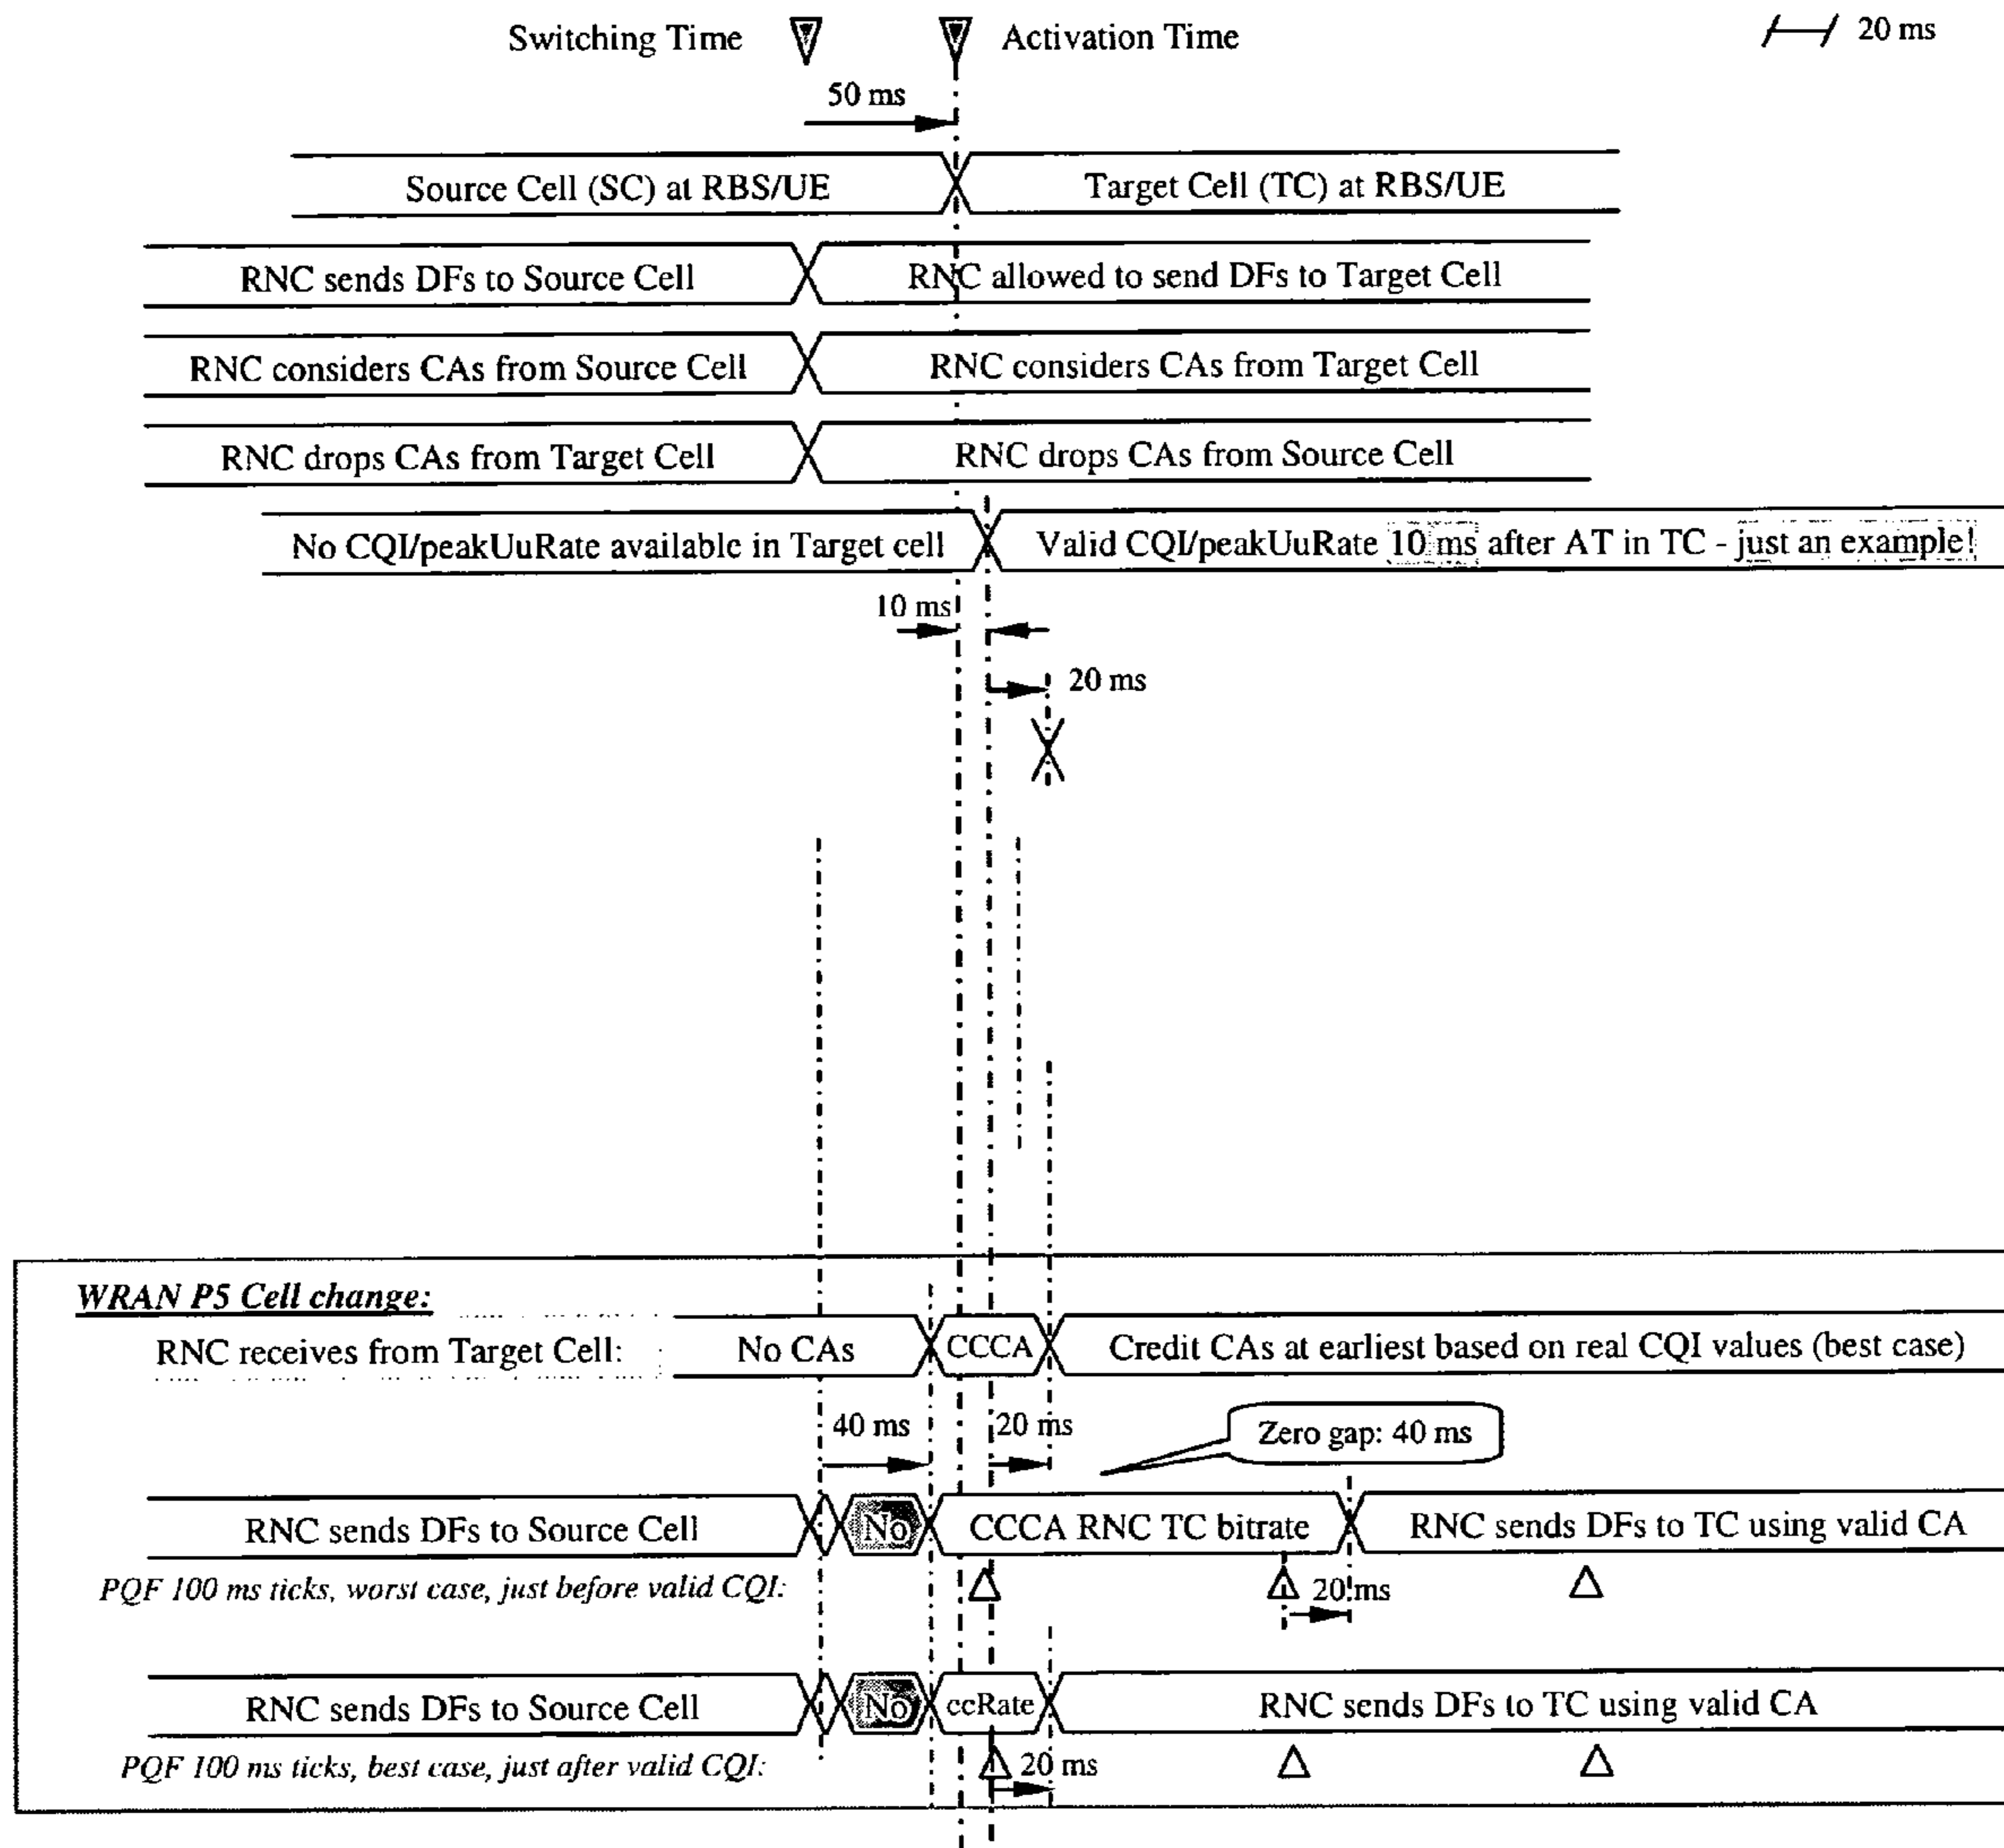 Switching Time
Activation Time
20 ms
50 ms
Source Cell (SC) at RBS/UE
Target Cell (TC) at RBS/UE
RNC sends DFs to Source Cell
RNC allowed to send DFs to Target Cell
RNC considers CAs from Source Cell
RNC considers CAs from Target Cell
RNC drops CAs from Target Cell
RNC drops CAs from Source Cell
No CQI/peakUuRate available in Target cell
Valid CQI/peakUuRate 10 ms after AT in TC - just an example!
10 ms
20 ms
WRAN P5 Cell change:
RNC receives from Target Cell:
No CAs
CCCA
Credit CAs at earliest based on real CQI values (best case)
40 ms
20 ms
Zero gap: 40 ms
RNC sends DFs to Source Cell
No
CCCA RNC TC bitrate
RNC sends DFs to TC using valid CA
PQF 100 ms ticks, worst case, just before valid CQI:
20 ms
RNC sends DFs to Source Cell
No
ccRate
RNC sends DFs to TC using valid CA
PQF 100 ms ticks, best case, just after valid CQI:
20 ms